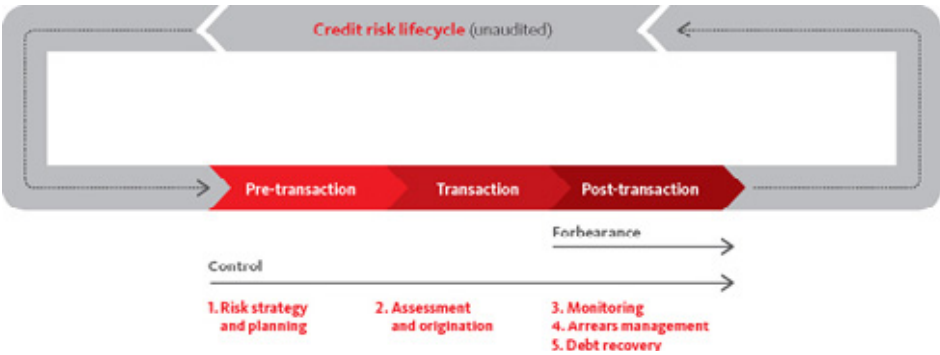 Credit risk lifecycle (unaudited)
Pre-transaction
Transaction
Post-transaction
Forbearance
Control
1. Risk strategy
and planning
2. Assessment
and origination
3. Monitoring
4. Arrears management
5. Debt recovery